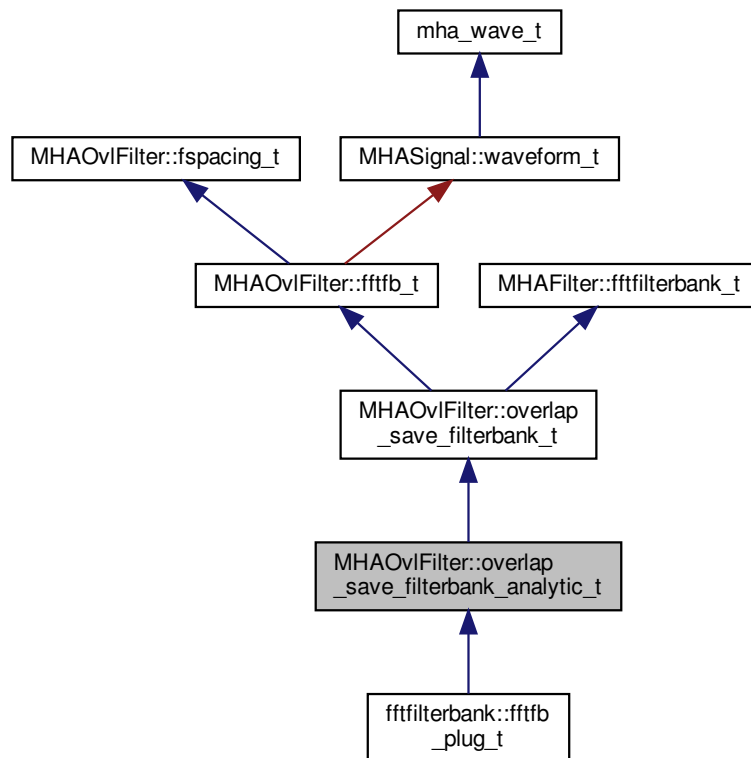 mha_wave_t
MHAOvlFilter::fspacing_t
MHASignal::waveform_t
MHAOvlFilter::fftfb_t
MHAFilter::fftfilterbank_t
MHAOvlFilter::overlap
_save_filterbank_t
MHAOvlFilter::overlap
_save_filterbank_analytic_t
fftfilterbank::fftfb
_plug_t